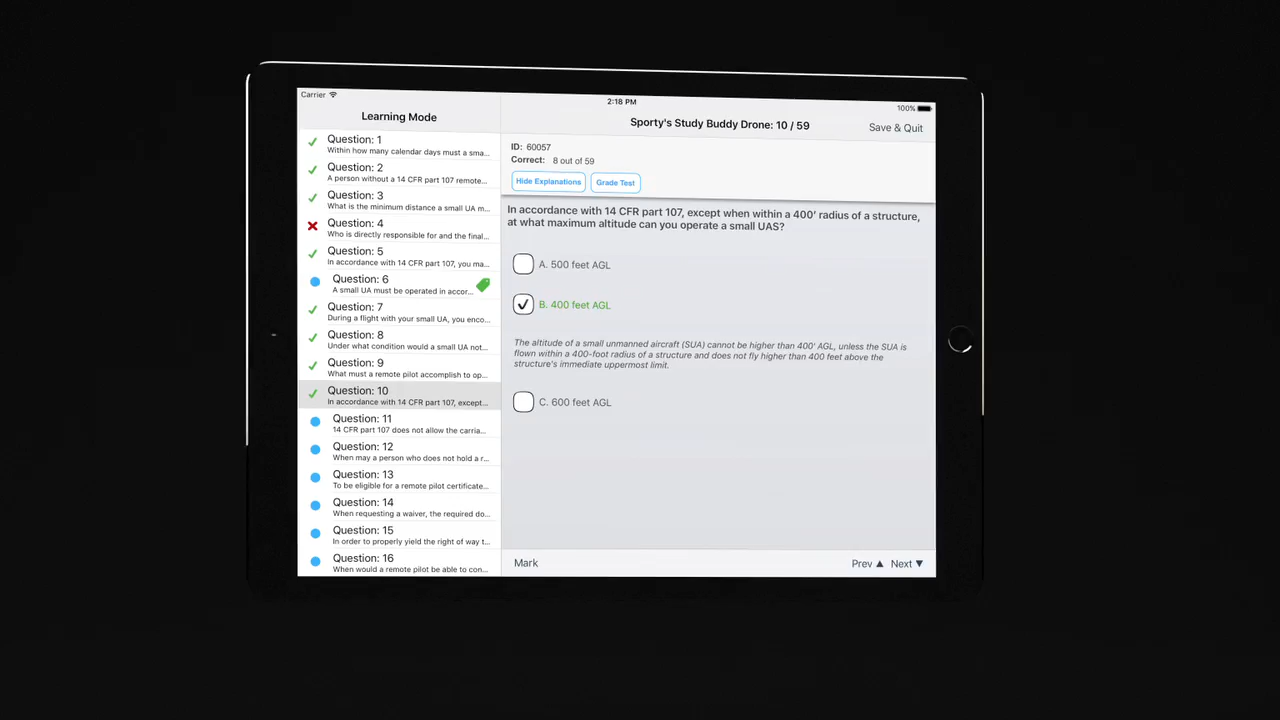 Carrier
2:18 PM
100%
Learning Mode
Sporty's Study Buddy Drone: 10 / 59
Save & Quit
Question: 1
Within how many calendar days must a sma...
Question: 2
A person without a 14 CFR part 107 remote...
Question: 3
What is the minimum distance a small UA m...
Question: 4
Who is directly responsible for and the final...
Question: 5
In accordance with 14 CFR part 107, you ma...
Question: 6
A small UA must be operated in accor...
Question: 7
During a flight with your small UA, you enco...
Question: 8
Under what condition would a small UA not...
Question: 9
What must a remote pilot accomplish to op...
Question: 10
In accordance with 14 CFR part 107, except...
Question: 11
14 CFR part 107 does not allow the carria...
Question: 12
When may a person who does not hold a r...
Question: 13
To be eligible for a remote pilot certificate...
Question: 14
When requesting a waiver, the required do...
Question: 15
In order to properly yield the right of way t...
Question: 16
When would a remote pilot be able to con...
ID: 60057
Correct: 8 out of 59
Hide Explanations
Grade Test
In accordance with 14 CFR part 107, except when within a 400' radius of a structure,
at what maximum altitude can you operate a small UAS?
A. 500 feet AGL
B. 400 feet AGL
The altitude of a small unmanned aircraft (SUA) cannot be higher than 400' AGL, unless the SUA is
flown within a 400-foot radius of a structure and does not fly higher than 400 feet above the
structure's immediate uppermost limit.
C. 600 feet AGL
Mark
Prev ▲ Next ▼